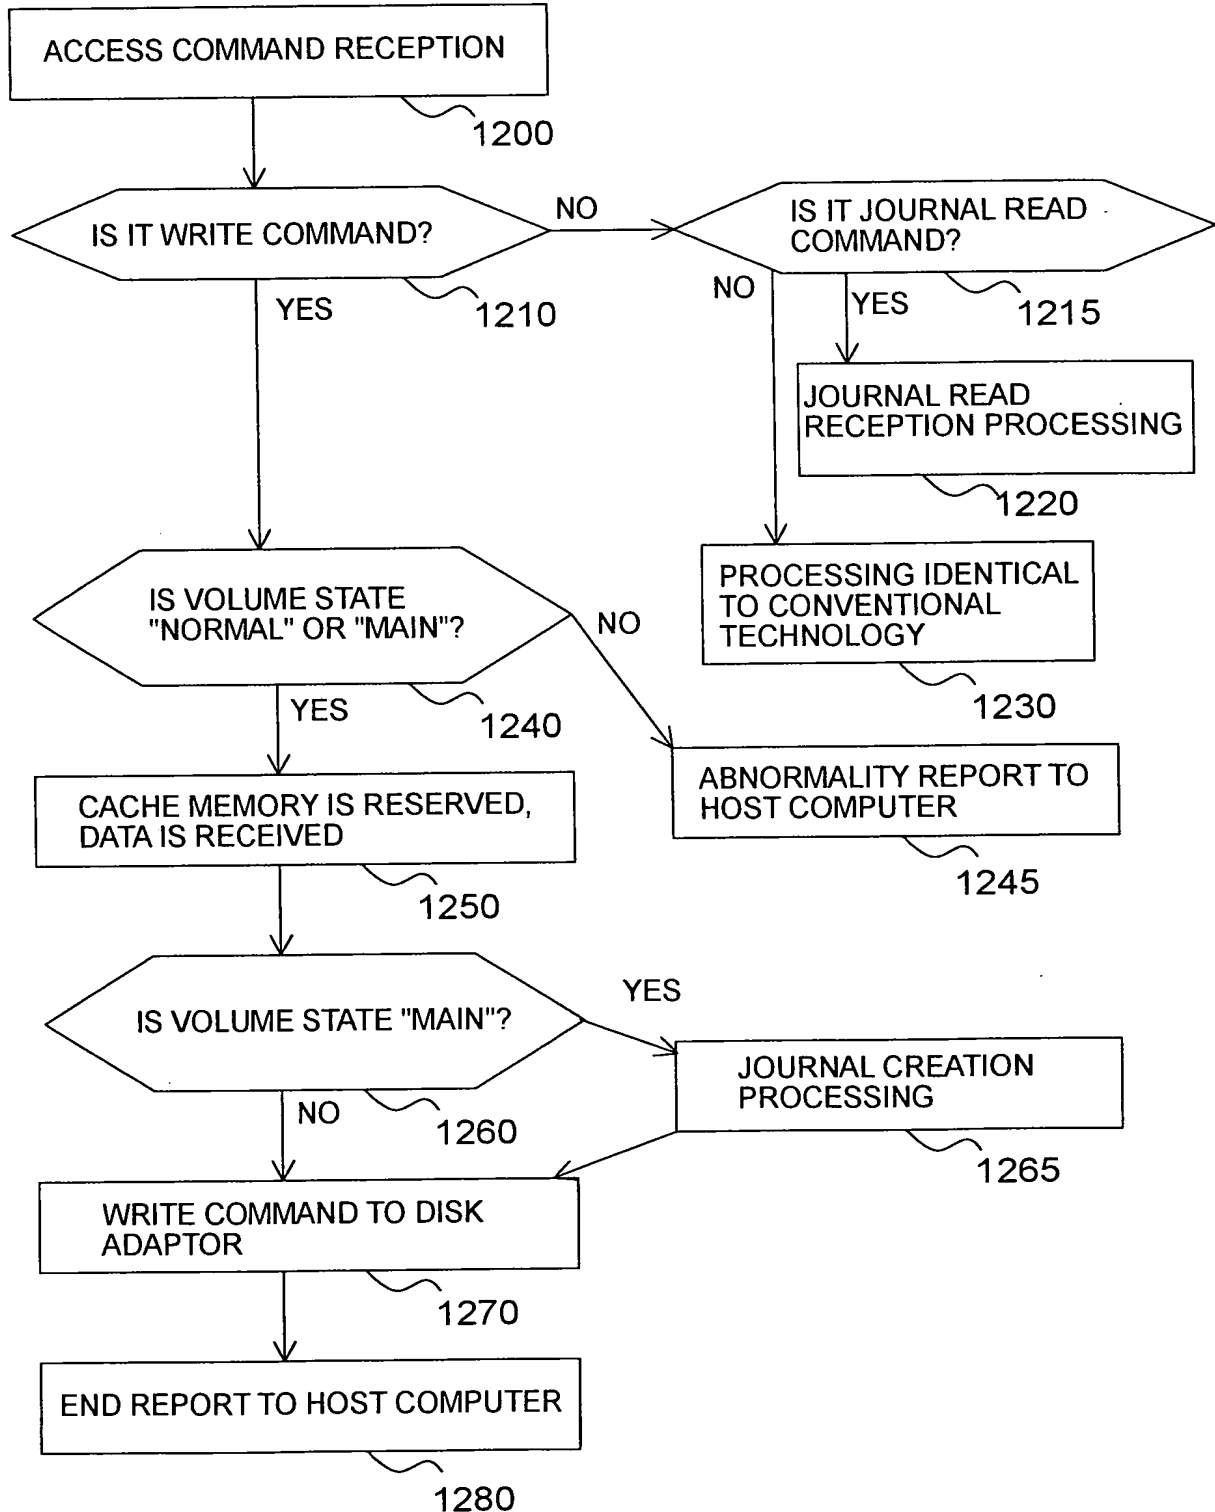 ACCESS COMMAND RECEPTION
1200
IS IT WRITE COMMAND?
NO
1210
YES
IS IT JOURNAL READ
COMMAND?
NO
YES
1215
JOURNAL READ
RECEPTION PROCESSING
1220
PROCESSING IDENTICAL
TO CONVENTIONAL
TECHNOLOGY
1230
IS VOLUME STATE
"NORMAL" OR "MAIN"?
NO
YES
1240
ABNORMALITY REPORT TO
HOST COMPUTER
1245
CACHE MEMORY IS RESERVED,
DATA IS RECEIVED
1250
IS VOLUME STATE "MAIN"?
YES
NO
1260
JOURNAL CREATION
PROCESSING
1265
WRITE COMMAND TO DISK
ADAPTOR
1270
END REPORT TO HOST COMPUTER
1280